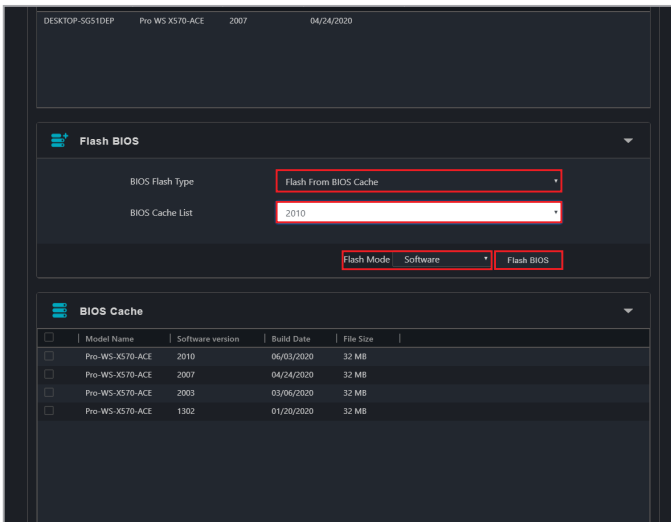 DESKTOP-SG51DEP Pro WS X570-ACE 2007 04/24/2020
Flash BIOS
BIOS Flash Type Flash From BIOS Cache
BIOS Cache List 2010
Flash Mode Software Flash BIOS
BIOS Cache
Model Name Software version Build Date File Size
Pro-WS-X570-ACE 2010 06/03/2020 32 MB
Pro-WS-X570-ACE 2007 04/24/2020 32 MB
Pro-WS-X570-ACE 2003 03/06/2020 32 MB
Pro-WS-X570-ACE 1302 01/20/2020 32 MB